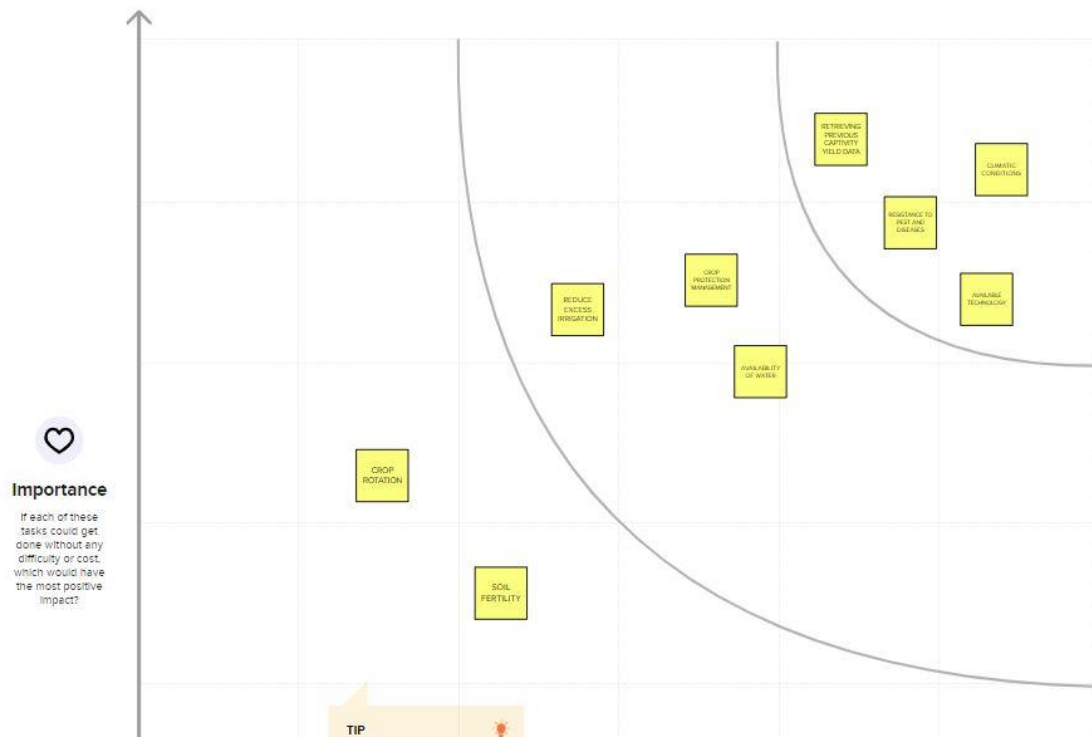 RETRIEVING
PREVIOUS
CAPTIVITY
YIELD DATA
CLIMATIC
CONDITIONS
RESISTANCE TO
PEST AND
DISEASES
CROP
PROTECTION
MANAGEMENT
AVAILABLE
TECHNOLOGY
REDUCE
EXCESS
IRRIGATION
AVAILABILITY
OF WATER
CROP
ROTATION
Importance
If each of these
tasks could get
done without any
difficulty or cost,
which would have
the most positive
impact?
SOIL
FERTILITY
TIP